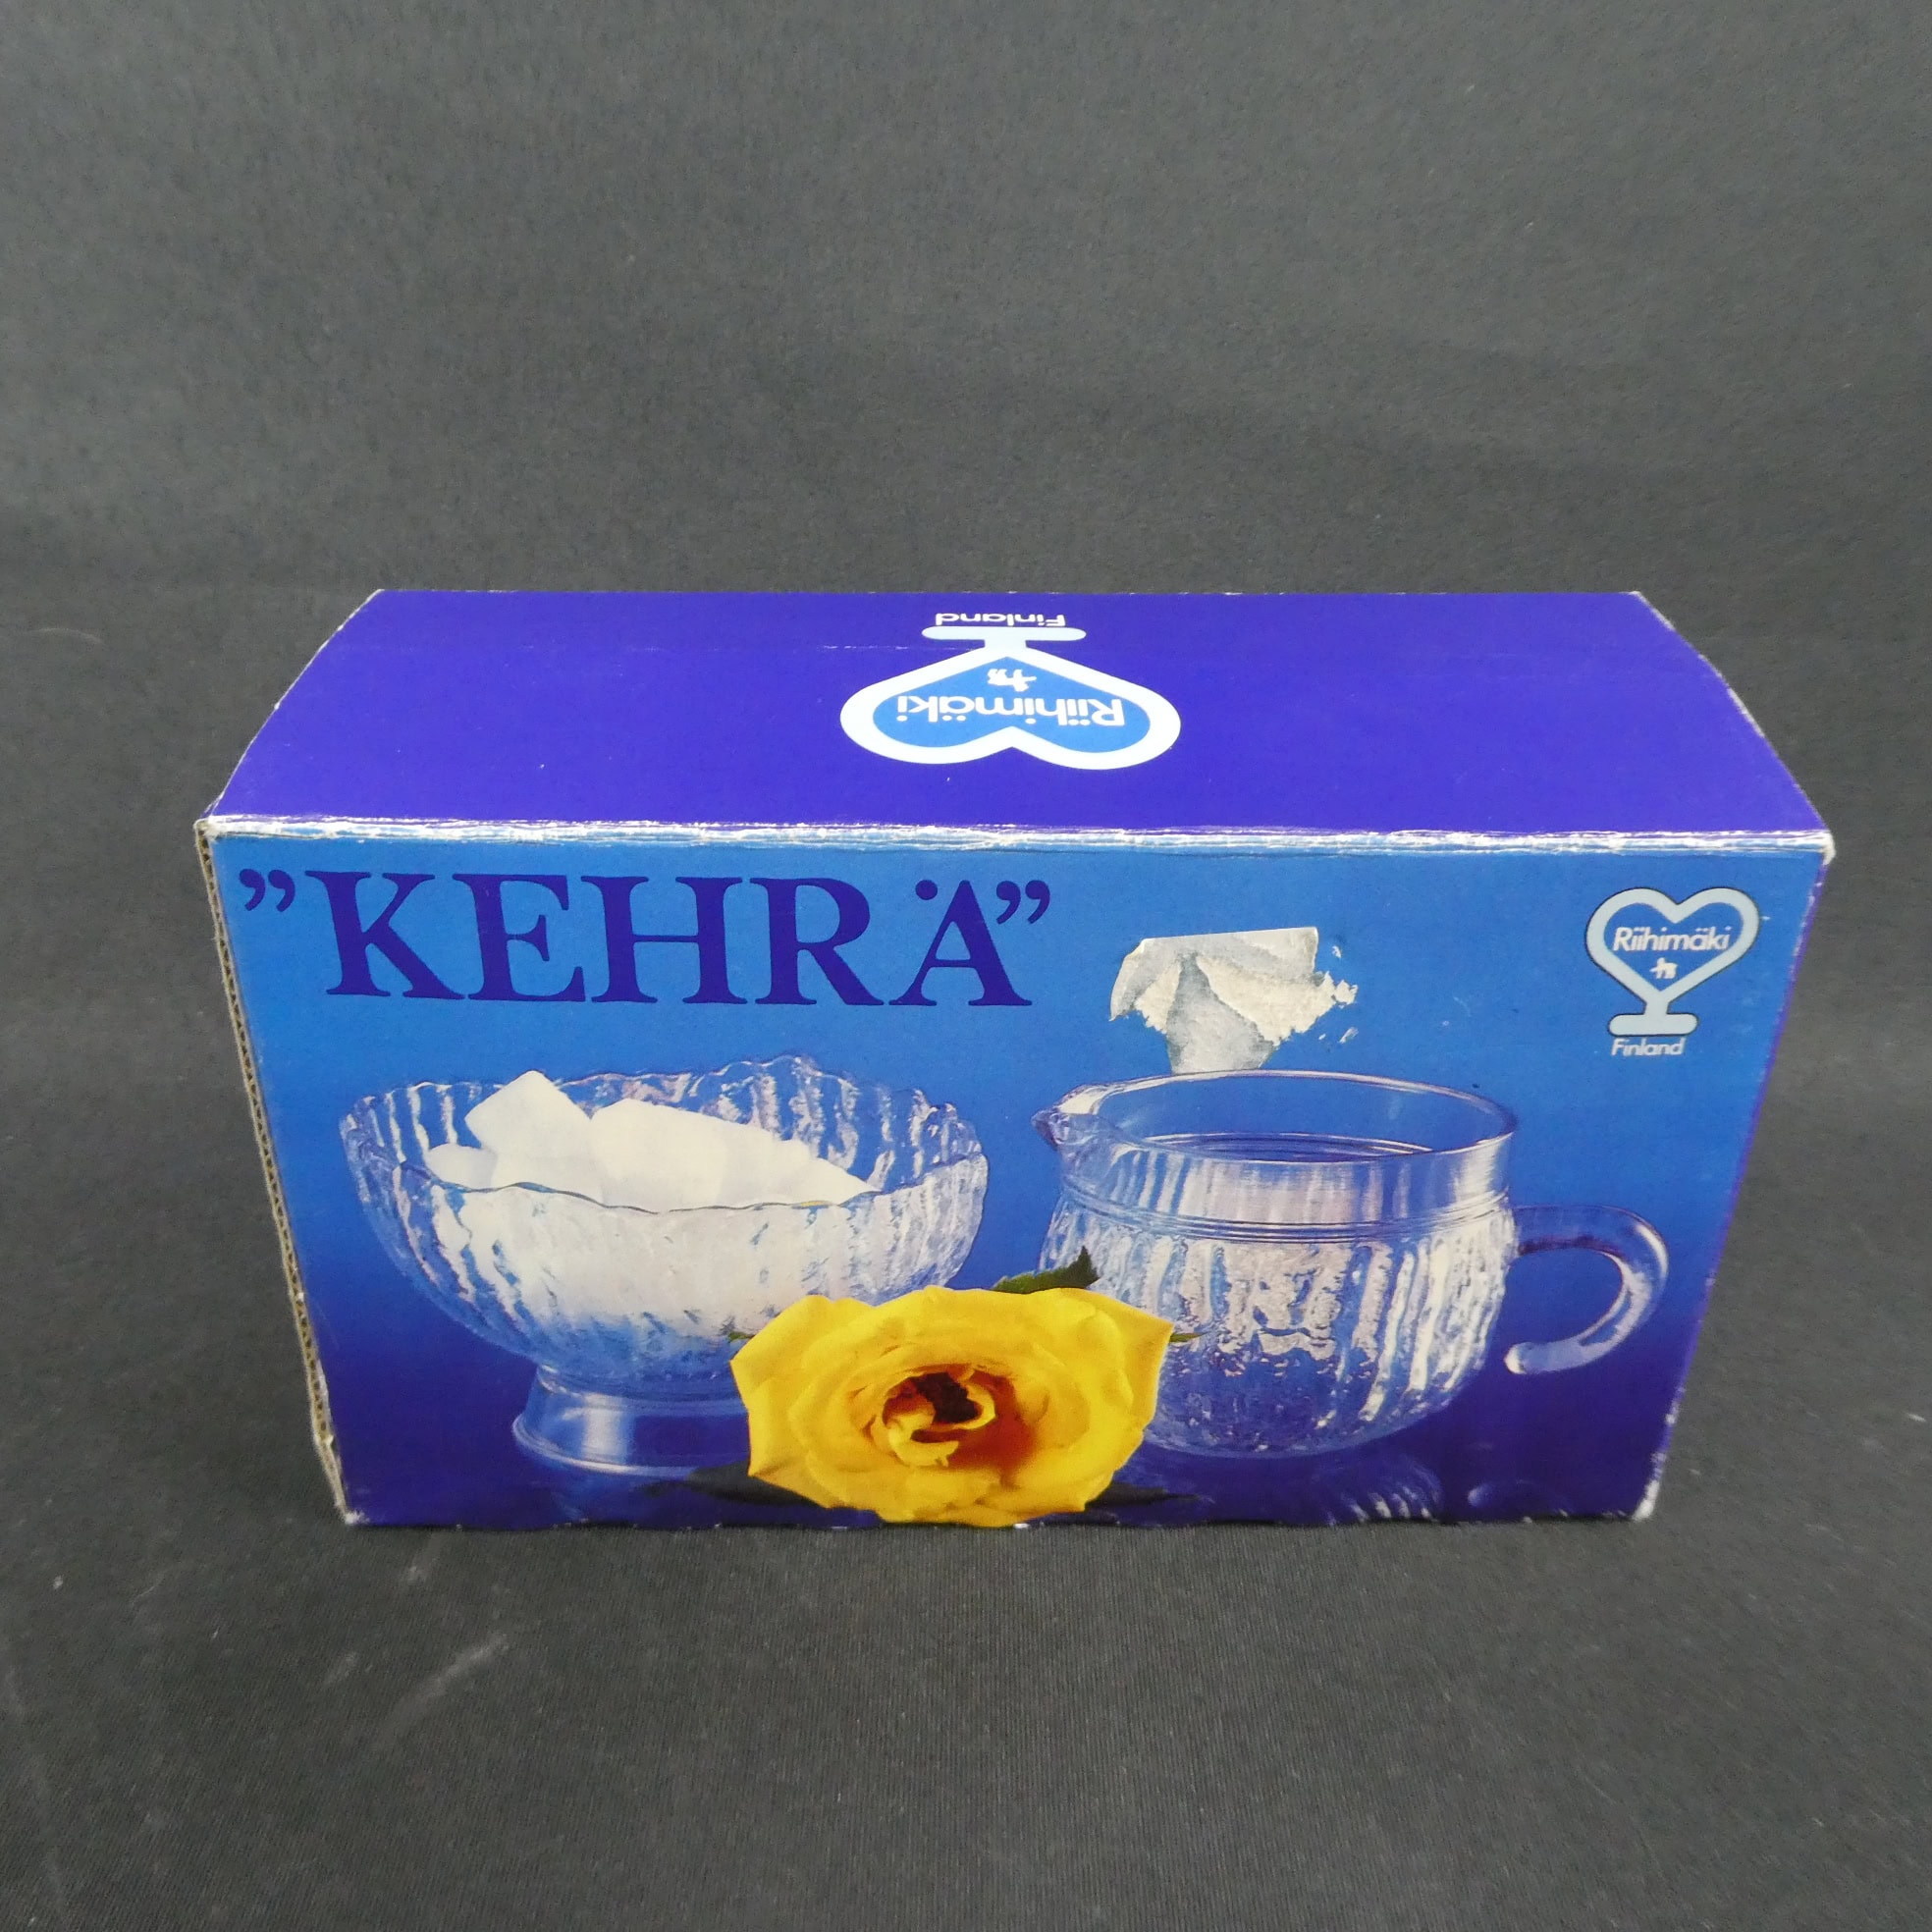 Finland
Riihimäki
”KEHRÄ”
Riihimäki
Finland